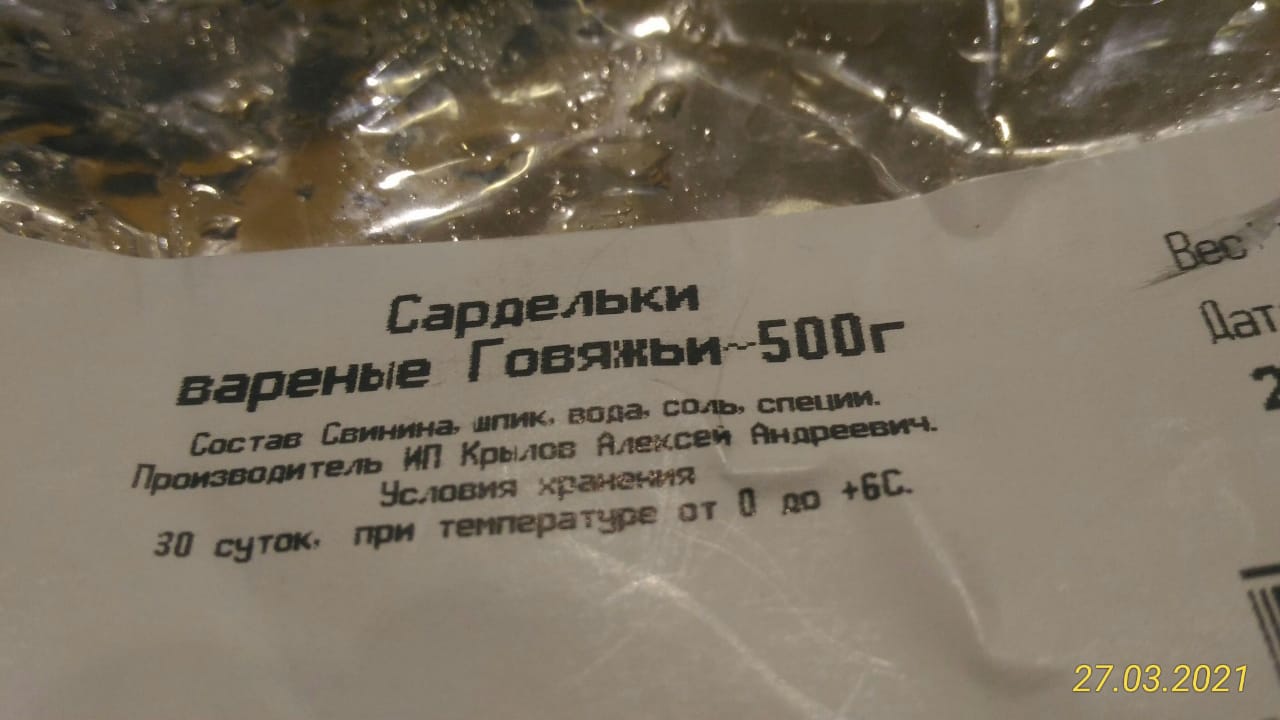 Сардельки
вареные Говяжьи~500г
Состав Свинина, шпик, вода, соль, специи.
Производитель ИП Крылов Алексей Андреевич.
Условия хранения
30 суток, при температуре от 0 до +6С.
Вес
Дат
2
27.03.2021